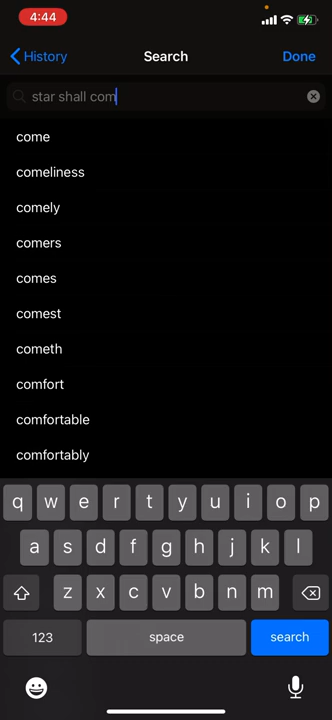 4:44
History Search Done
star shall com
come
comeliness
comely
comers
comes
comest
cometh
comfort
comfortable
comfortably
q w e r t y u i o p
a s d f g h j k l
z x c v b n m
123 space search